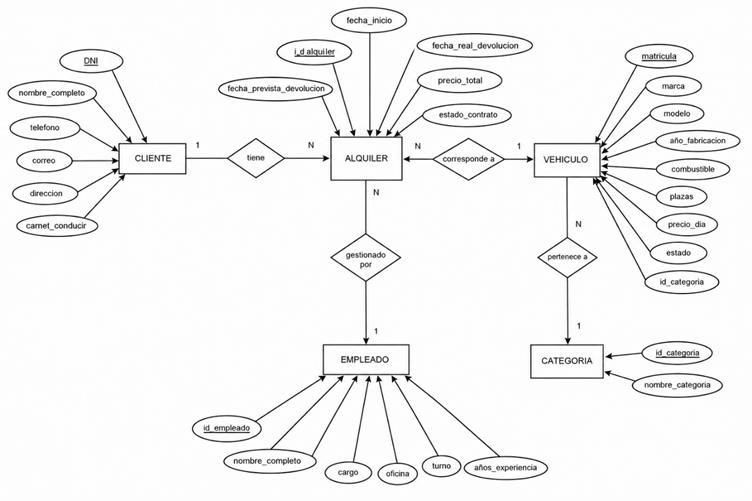 fecha_inicio
i_d alquiler
fecha_real_devolucion
DNI
matricula
fecha_prevista_devolucion
precio_total
nombre_completo
marca
estado_contrato
modelo
telefono
año_fabricacion
1
N
N
1
CLIENTE
tiene
ALQUILER
corresponde a
VEHICULO
correo
combustible
direccion
plazas
N
carnet_conducir
precio_dia
N
gestionado
por
pertenece a
estado
id_categoria
1
1
EMPLEADO
CATEGORIA
id_categoria
nombre_categoria
id_empleado
nombre_completo
cargo
oficina
turno
años_experiencia